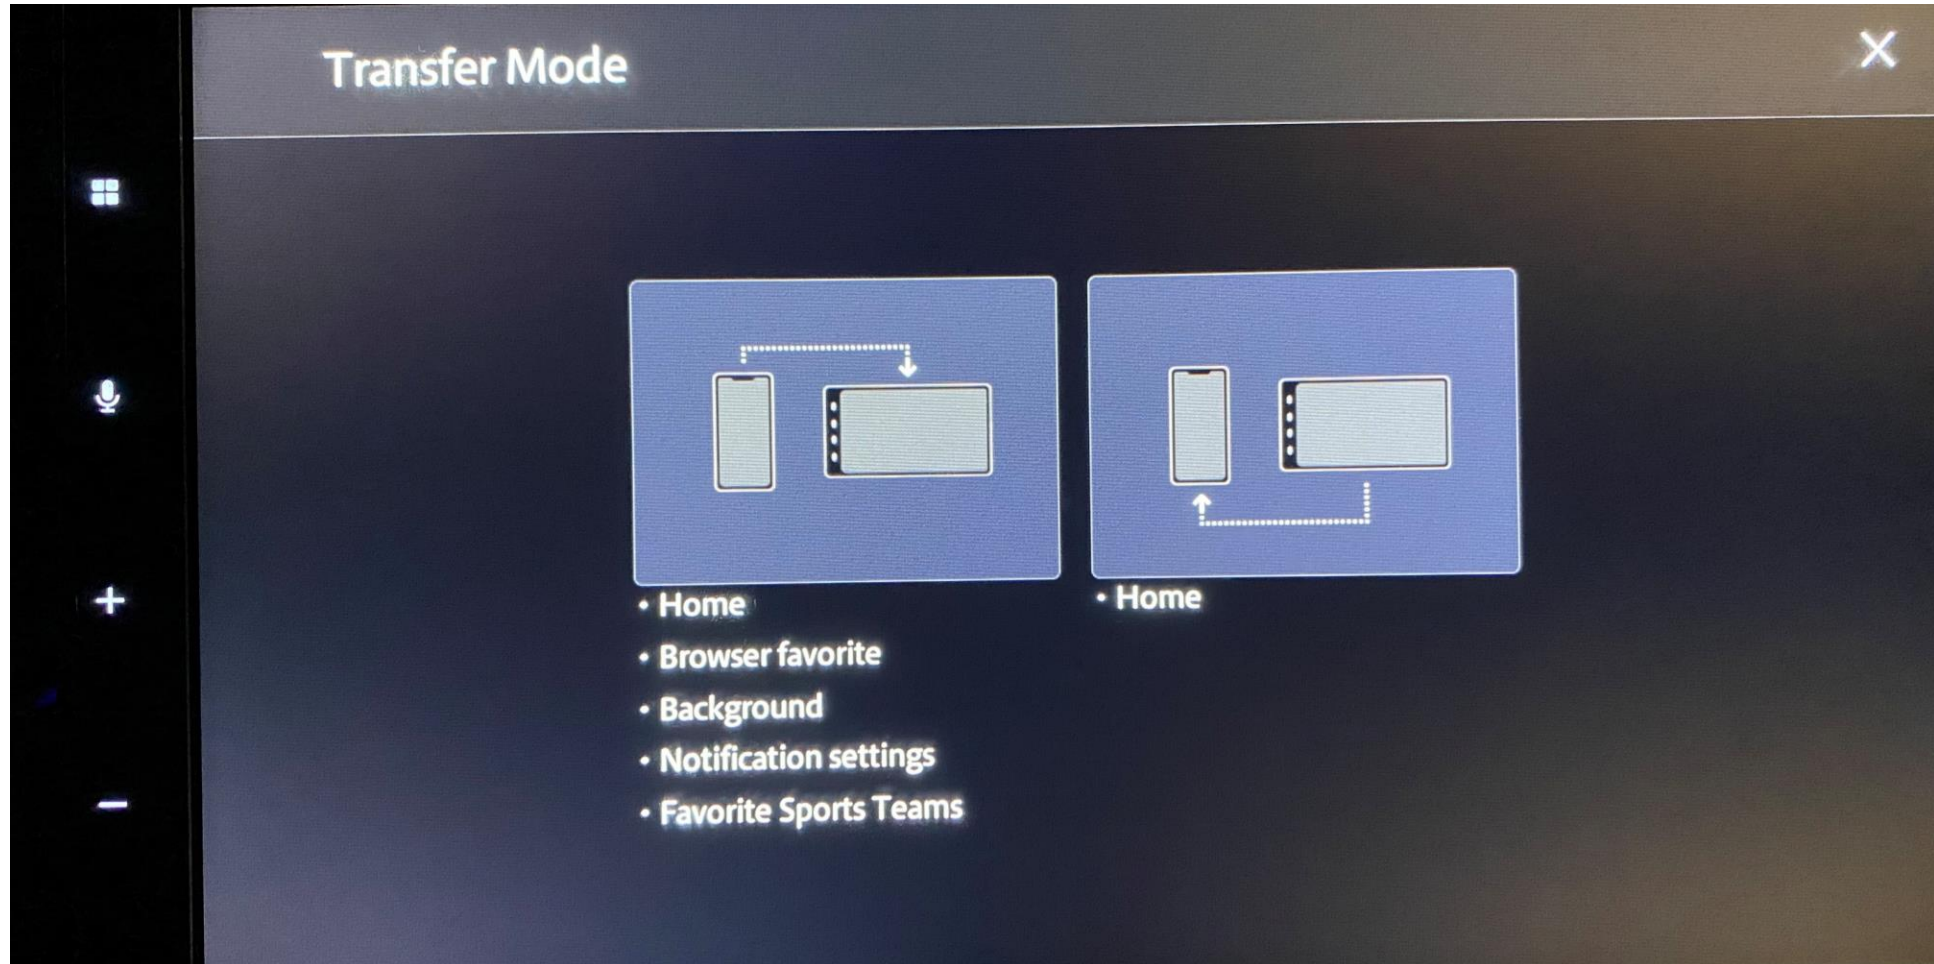 Transfer Mode
• Home
• Browser favorite
• Background
• Notification settings
• Favorite Sports Teams
• Home